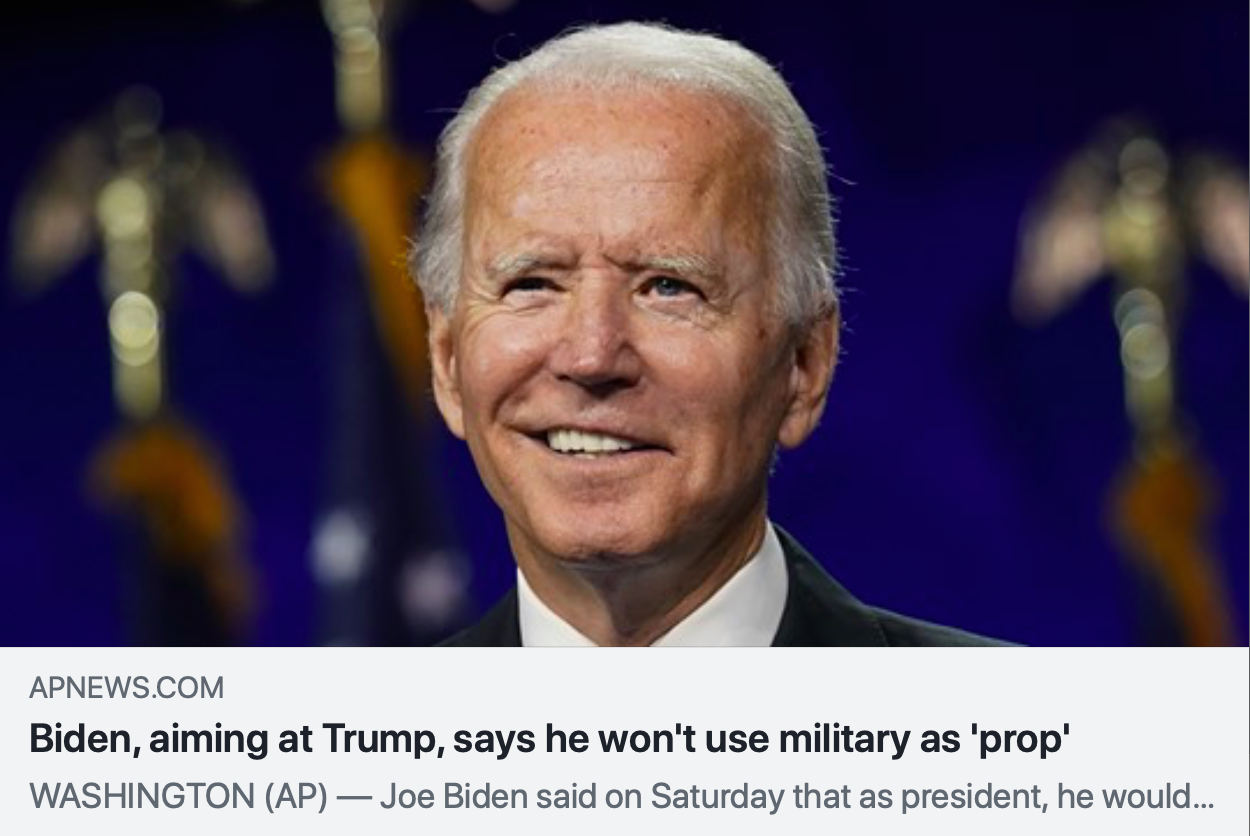 APNEWS.COM
Biden, aiming at Trump, says he won't use military as 'prop'
WASHINGTON (AP) — Joe Biden said on Saturday that as president, he would...